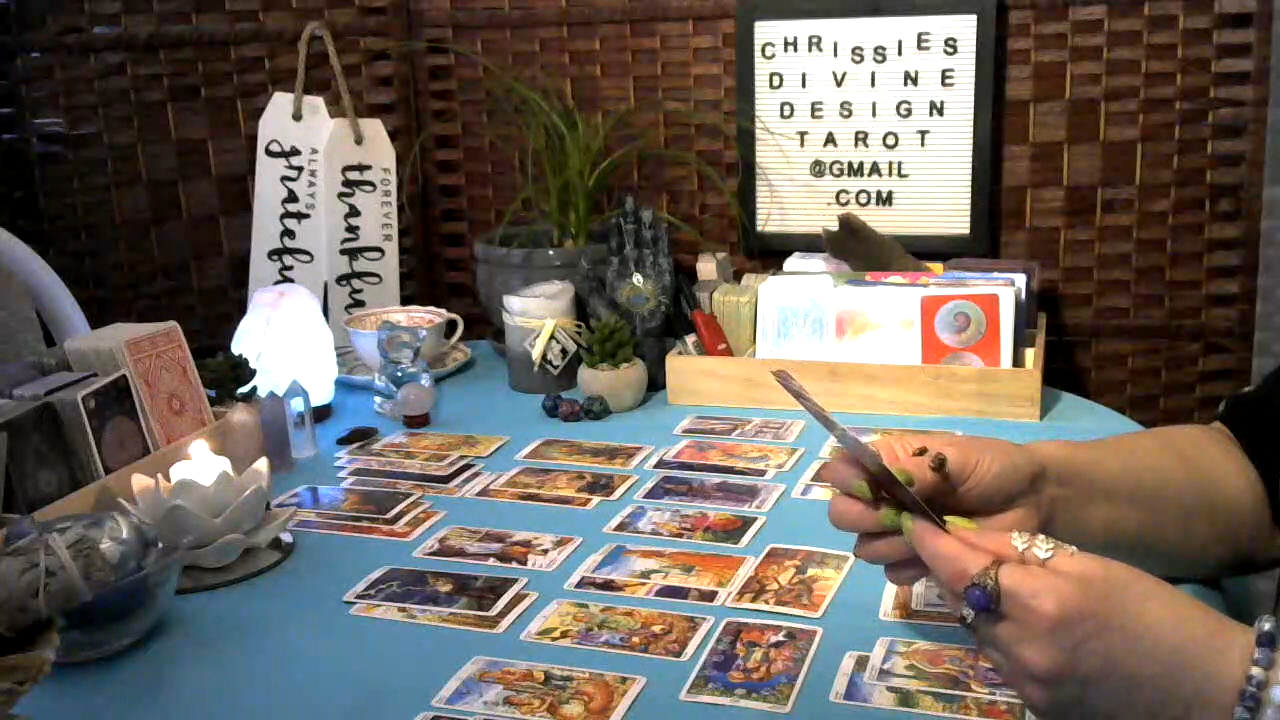 ALWAYS
grateful
FOREVER
thankful
CHRISSIES
DIVINE
DESIGN
TAROT
@GMAIL
.COM